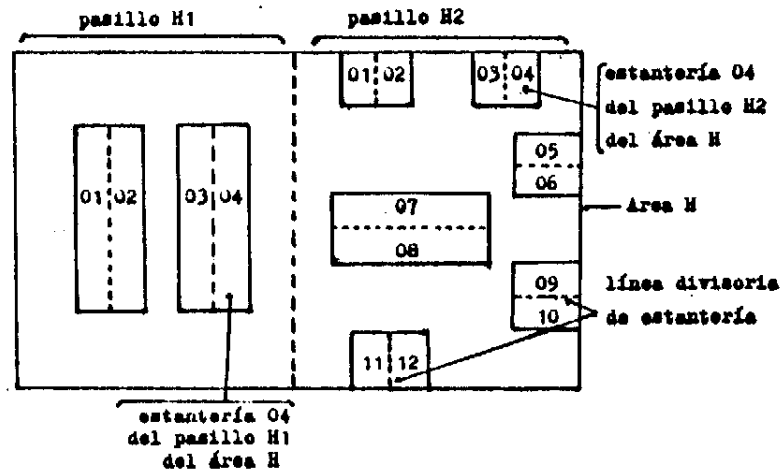 pasillo H1
pasillo H2
01 02
03 04
estantería 04
del pasillo H2
del área H
01 02
03 04
05
06
07
08
Area H
09
10
línea divisoria
de estantería
11 12
estantería 04
del pasillo H1
del área H